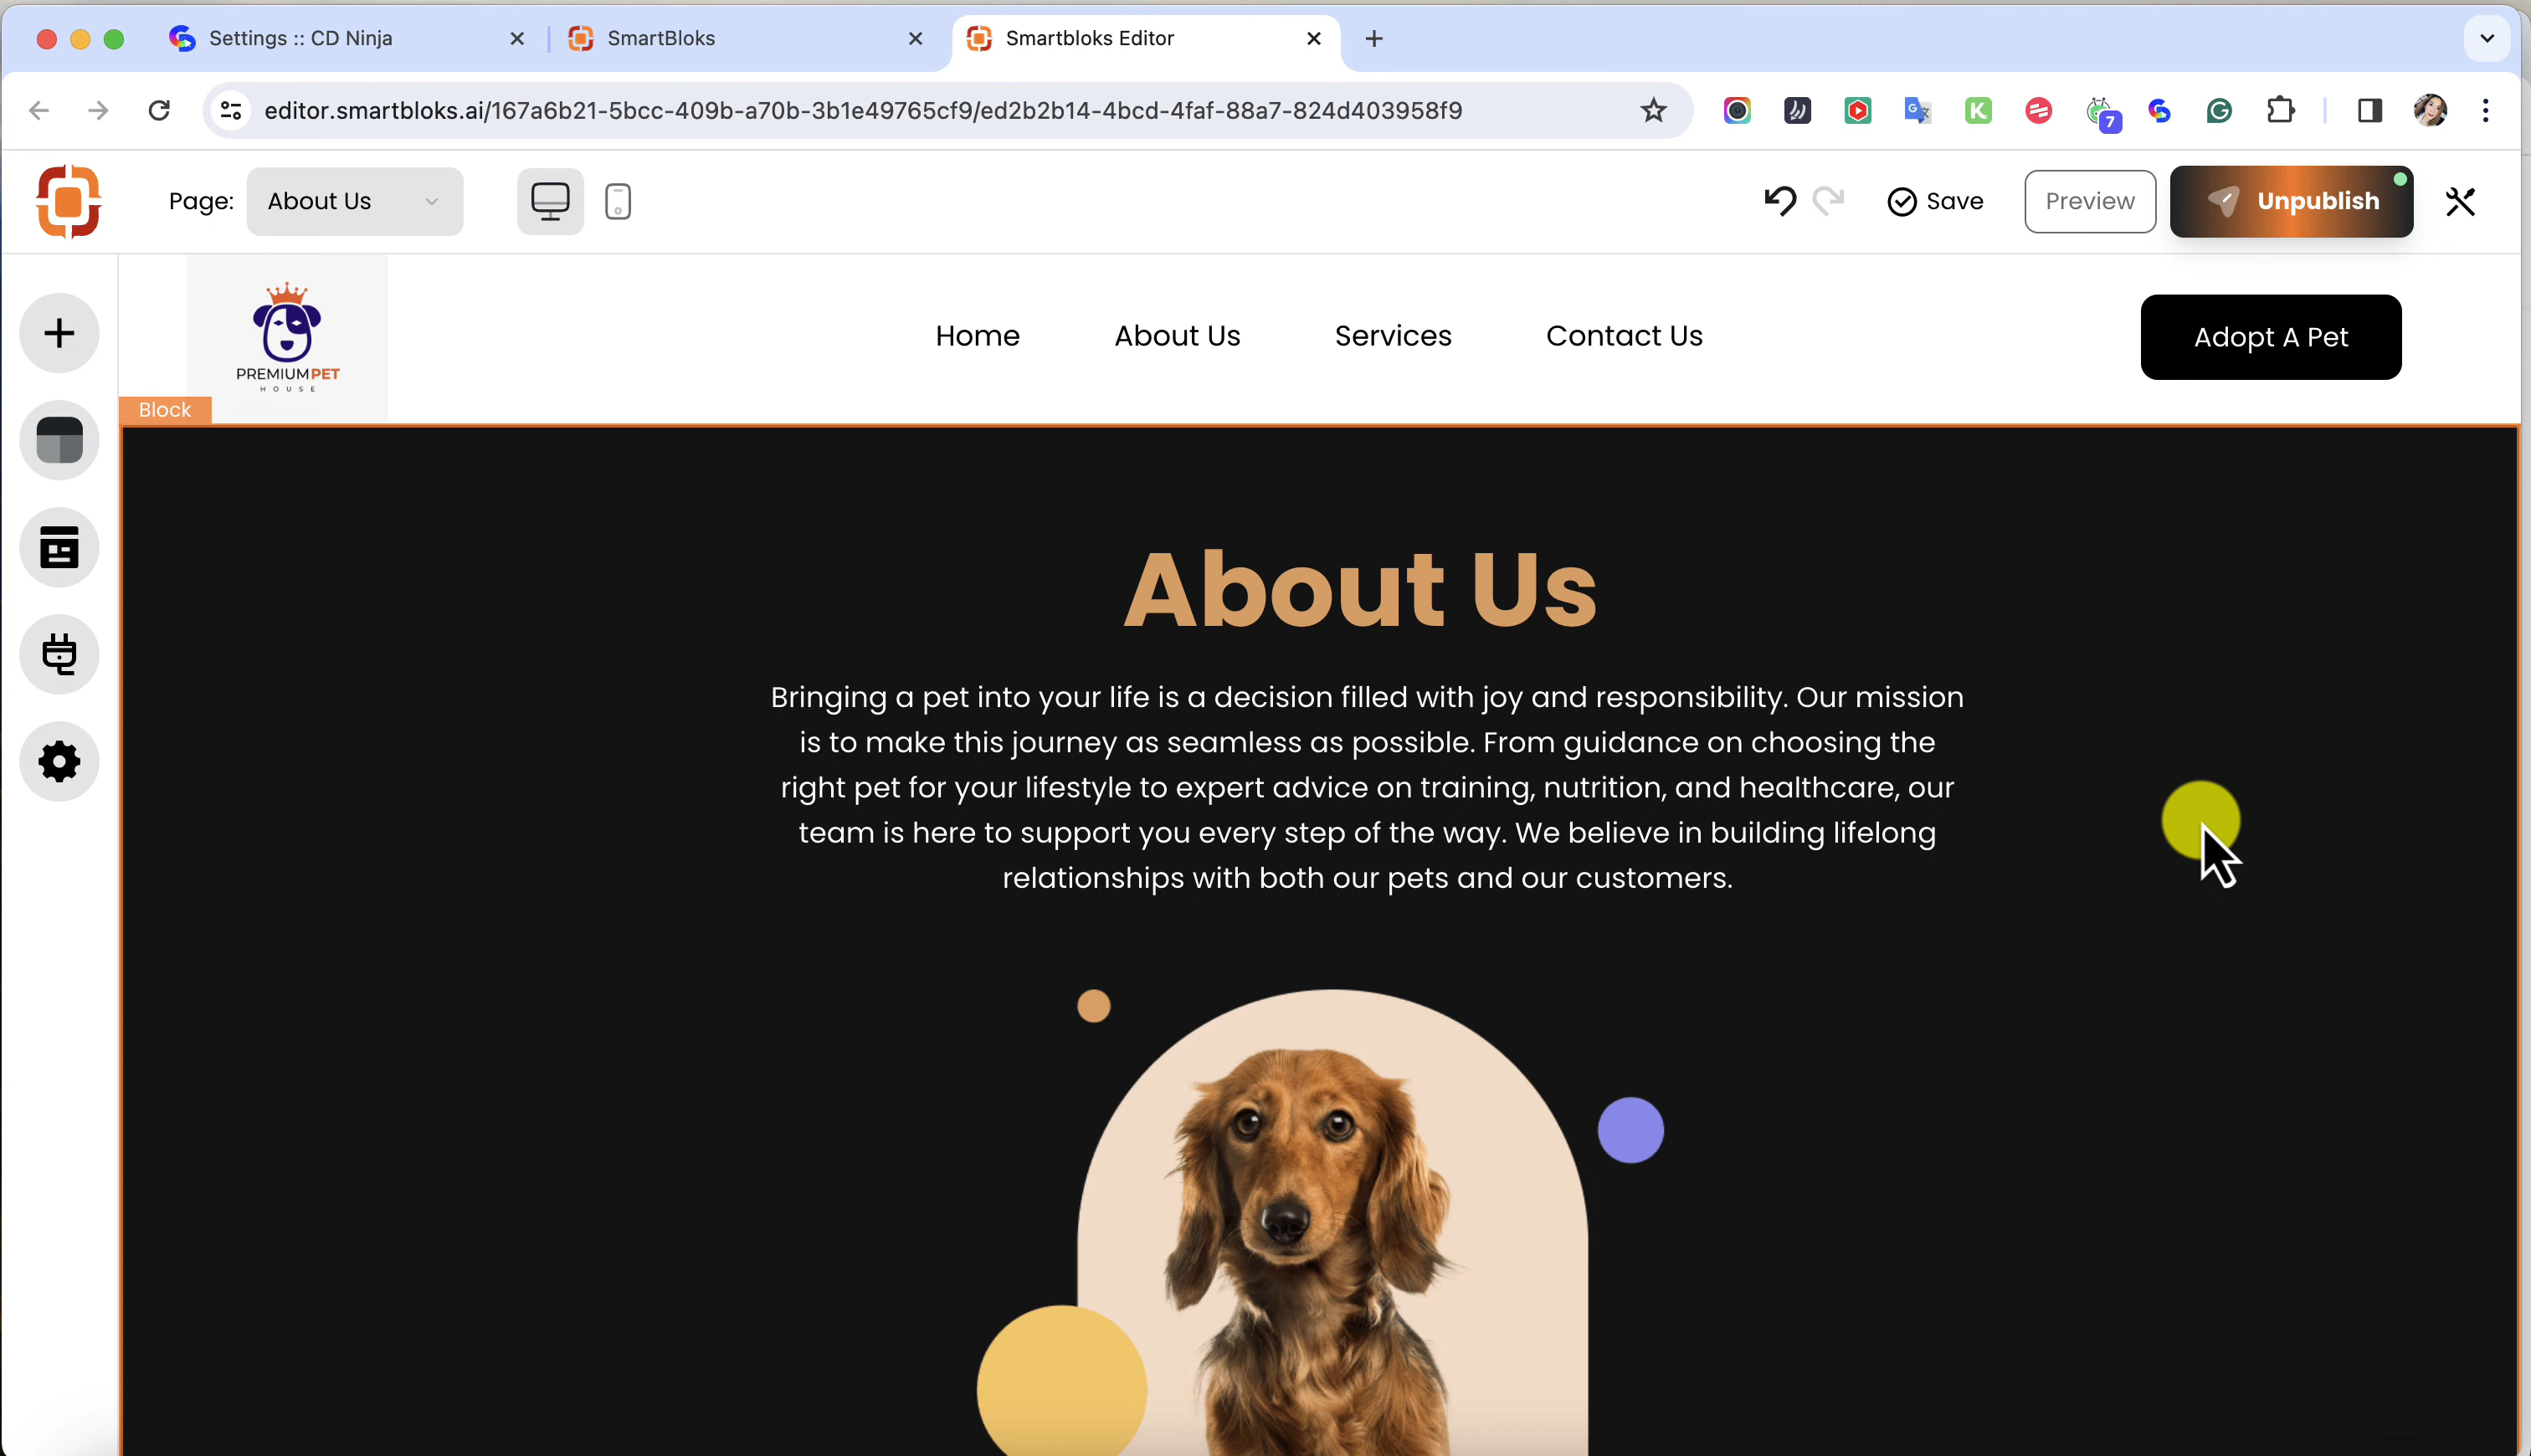 Settings :: CD Ninja
SmartBloks
Smartbloks Editor
editor.smartbloks.ai/167a6b21-5bcc-409b-a70b-3b1e49765cf9/ed2b2b14-4bcd-4faf-88a7-824d403958f9
G
K
7
G
Page:
About Us
Save
Preview
Unpublish
PREMIUMPET
HOUSE
Home
About Us
Services
Contact Us
Adopt A Pet
Block
About Us
Bringing a pet into your life is a decision filled with joy and responsibility. Our mission
is to make this journey as seamless as possible. From guidance on choosing the
right pet for your lifestyle to expert advice on training, nutrition, and healthcare, our
team is here to support you every step of the way. We believe in building lifelong
relationships with both our pets and our customers.